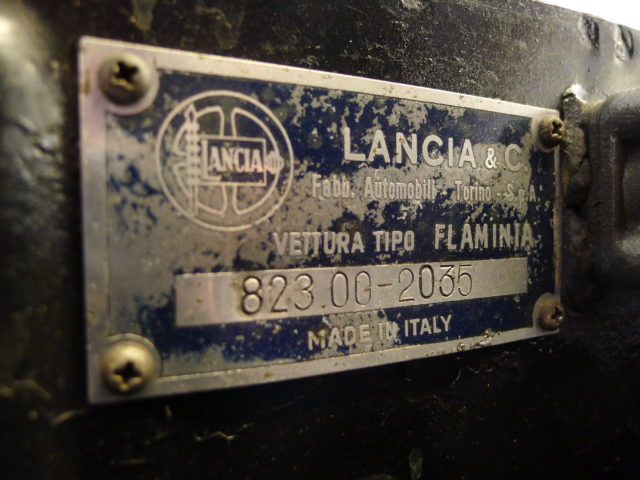 LANCIA
LANCIA & C.
Fabb. Automobili - Torino - S.p.A.
VETTURA TIPO FLAMINIA
823.00-2035
MADE IN ITALY